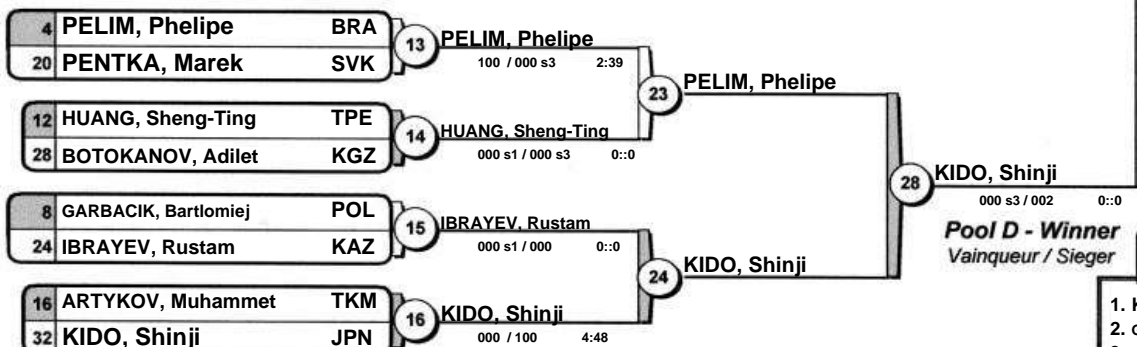 4 PELIM, Phelipe BRA
20 PENTKA, Marek SVK
13 PELIM, Phelipe
100 / 000 s3 2:39
12 HUANG, Sheng-Ting TPE
28 BOTOKANOV, Adilet KGZ
14 HUANG, Sheng-Ting
000 s1 / 000 s3 0::0
23 PELIM, Phelipe
8 GARBACIK, Bartlomiej POL
24 IBRAYEV, Rustam KAZ
15 IBRAYEV, Rustam
000 s1 / 000 0::0
16 ARTYKOV, Muhammet TKM
32 KIDO, Shinji JPN
16 KIDO, Shinji
000 / 100 4:48
24 KIDO, Shinji
28 KIDO, Shinji
000 s3 / 002 0::0
Pool D - Winner
Vainqueur / Sieger
1. K
2.